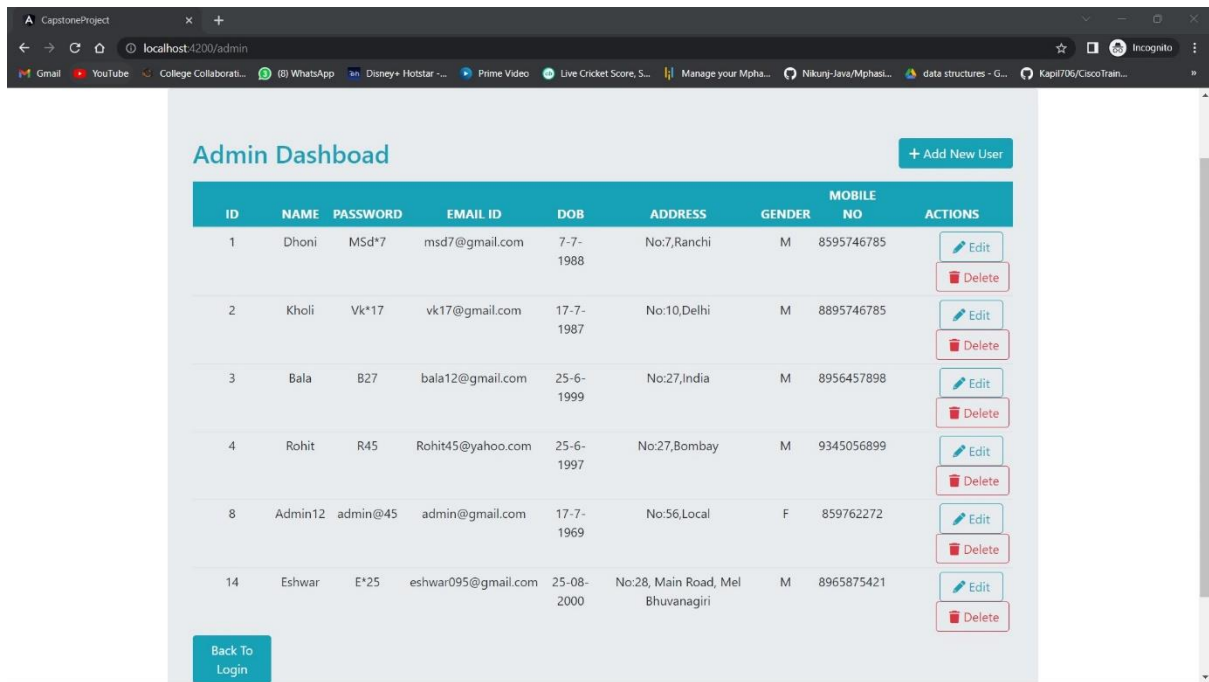 CapstoneProject
localhost:4200/admin
Incognito
Gmail YouTube College Collaborati... (8) WhatsApp Disney+ Hotstar -... Prime Video Live Cricket Score, S... Manage your Mpha... Nikunj-Java/Mphasi... data structures - G... Kapil706/CiscoTrain... »
Admin Dashboad
+ Add New User
ID NAME PASSWORD EMAIL ID DOB ADDRESS GENDER MOBILE NO ACTIONS
1 Dhoni MSd*7 msd7@gmail.com 7-7-1988 No:7,Ranchi M 8595746785 Edit
Delete
2 Kholi Vk*17 vk17@gmail.com 17-7-1987 No:10,Delhi M 8895746785 Edit
Delete
3 Bala B27 bala12@gmail.com 25-6-1999 No:27,India M 8956457898 Edit
Delete
4 Rohit R45 Rohit45@yahoo.com 25-6-1997 No:27,Bombay M 9345056899 Edit
Delete
8 Admin12 admin@45 admin@gmail.com 17-7-1969 No:56,Local F 859762272 Edit
Delete
14 Eshwar E*25 eshwar095@gmail.com 25-08-2000 No:28, Main Road, Mel Bhuvanagiri M 8965875421 Edit
Delete
Back To
Login